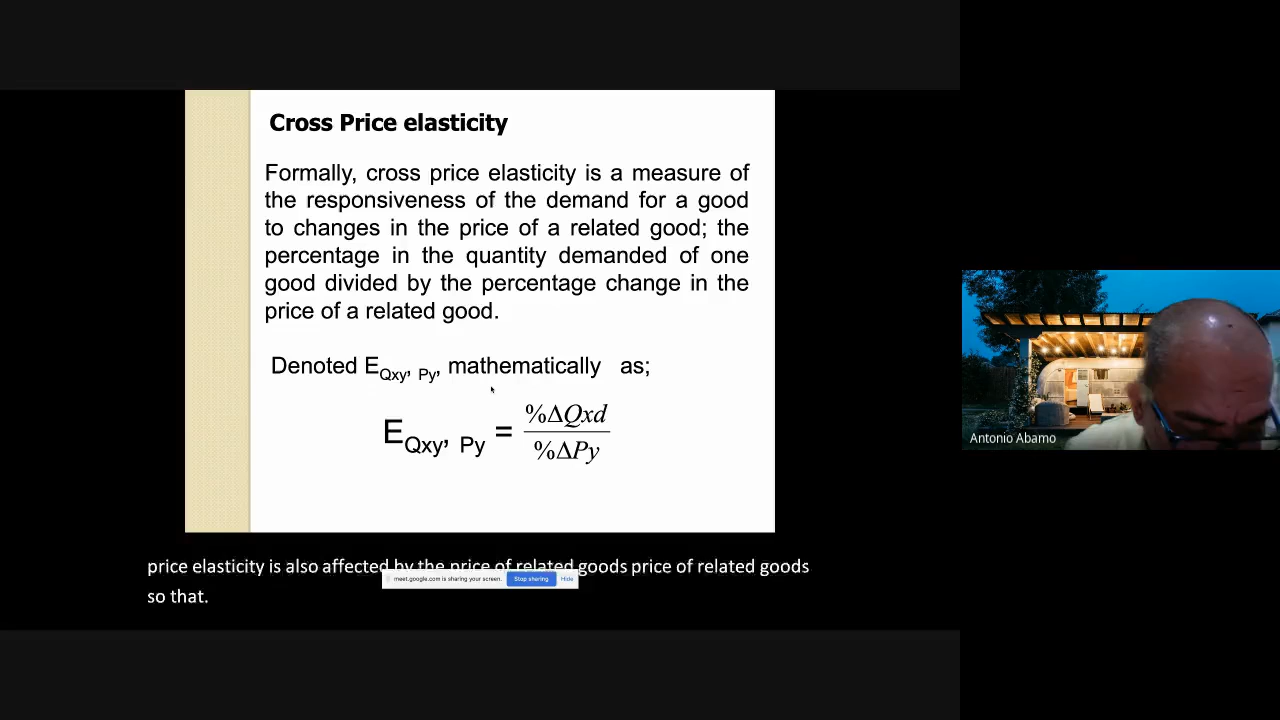 Cross Price elasticity
Formally, cross price elasticity is a measure of
the responsiveness of the demand for a good
to changes in the price of a related good; the
percentage in the quantity demanded of one
good divided by the percentage change in the
price of a related good.
Denoted EQxy, Py, mathematically as;
EQxy, Py = %ΔQxd
%ΔPy
Antonio Abamo
price elasticity is also affected by the price of related goods price of related goods
so that.
meet.google.com is sharing your screen. Stop sharing Hide